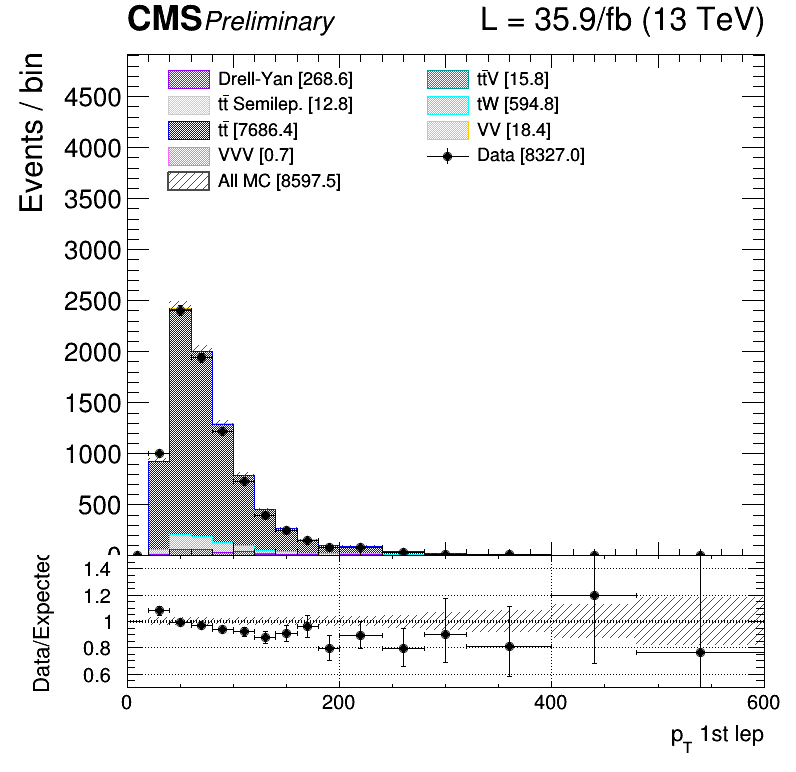 CMS Preliminary L = 35.9/fb (13 TeV)
Events / bin
Drell-Yan [268.6]
tt̄ Semilep. [12.8]
tt̄ [7686.4]
VVV [0.7]
All MC [8597.5]
tt̄V [15.8]
tW [594.8]
VV [18.4]
Data [8327.0]
4500
4000
3500
3000
2500
2000
1500
1000
500
0
Data/Expected
1.4
1.2
1
0.8
0.6
0 200 400 600
p_T 1st lep